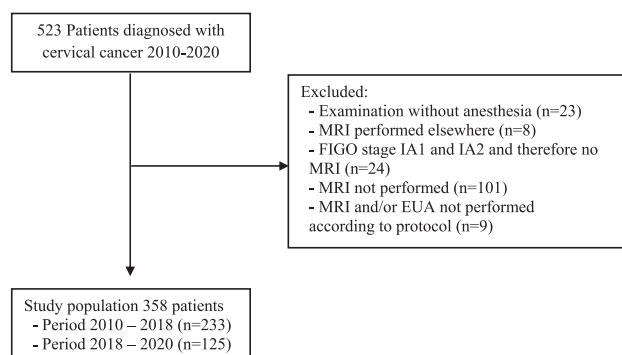 523 Patients diagnosed with
cervical cancer 2010-2020
Excluded:
- Examination without anesthesia (n=23)
- MRI performed elsewhere (n=8)
- FIGO stage IA1 and IA2 and therefore no
MRI (n=24)
- MRI not performed (n=101)
- MRI and/or EUA not performed
according to protocol (n=9)
Study population 358 patients
- Period 2010 – 2018 (n=233)
- Period 2018 – 2020 (n=125)